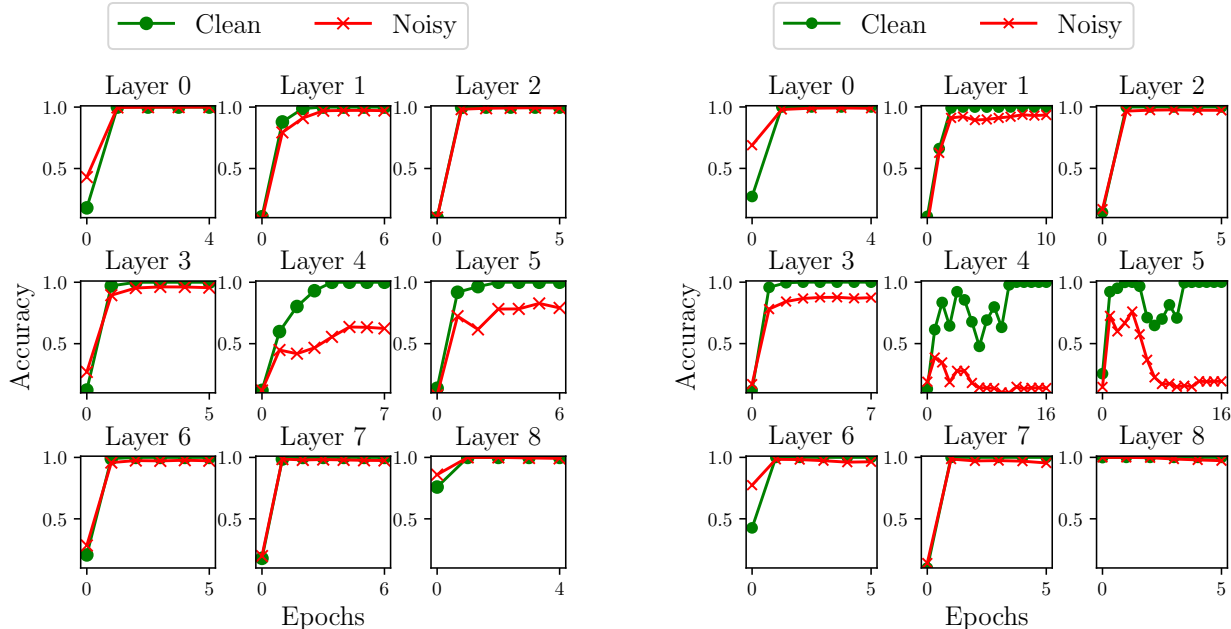 Clean Noisy
Layer 0 Layer 1 Layer 2
1.0 1.0 1.0
0.5 0.5 0.5
0 4 0 6 0 5
Layer 3 Layer 4 Layer 5
1.0 1.0 1.0
0.5 0.5 0.5
0 5 0 7 0 6
Layer 6 Layer 7 Layer 8
1.0 1.0 1.0
0.5 0.5 0.5
0 5 0 6 0 4
Accuracy
Epochs
Clean Noisy
Layer 0 Layer 1 Layer 2
1.0 1.0 1.0
0.5 0.5 0.5
0 4 0 10 0 5
Layer 3 Layer 4 Layer 5
1.0 1.0 1.0
0.5 0.5 0.5
0 7 0 16 0 16
Layer 6 Layer 7 Layer 8
1.0 1.0 1.0
0.5 0.5 0.5
0 5 0 5 0 5
Accuracy
Epochs